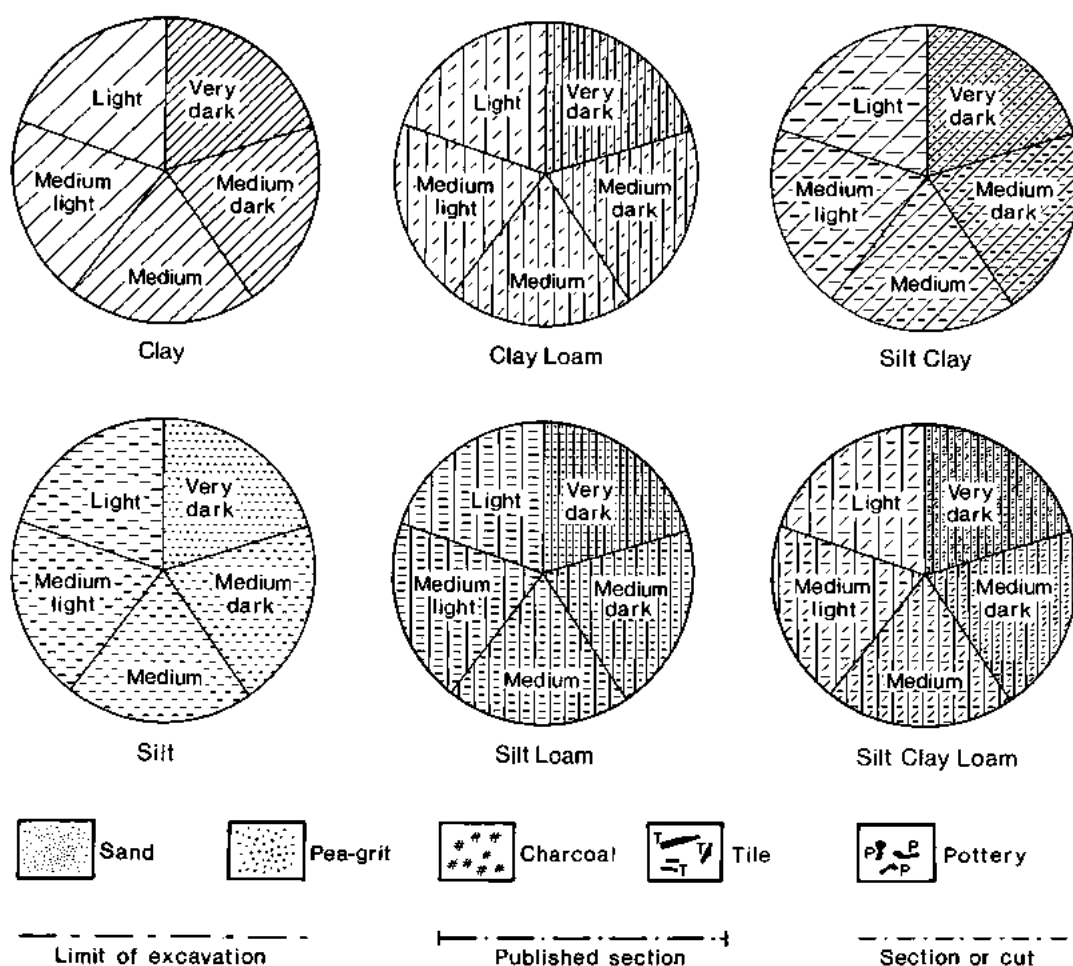 Light
Very
dark
Medium
light
Medium
dark
Medium
Clay
Light
Very
dark
Medium
light
Medium
dark
Medium
Clay Loam
Light
Very
dark
Medium
light
Medium
dark
Medium
Silt Clay
Light
Very
dark
Medium
light
Medium
dark
Medium
Silt
Light
Very
dark
Medium
light
Medium
dark
Medium
Silt Loam
Light
Very
dark
Medium
light
Medium
dark
Medium
Silt Clay Loam
Sand
Pea-grit
# # # # # # # #
Charcoal
T T T
Tile
P P P
Pottery
Limit of excavation
Published section
Section or cut